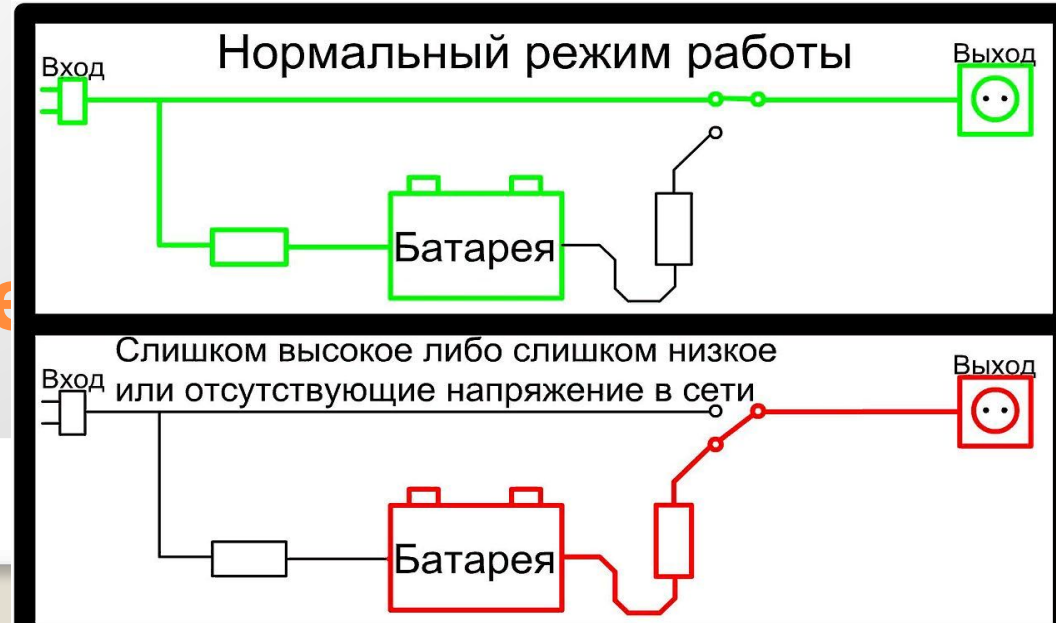 Нормальный режим работы
Вход
Выход
Батарея
Слишком высокое либо слишком низкое
или отсутствующие напряжение в сети
Вход
Выход
Батарея